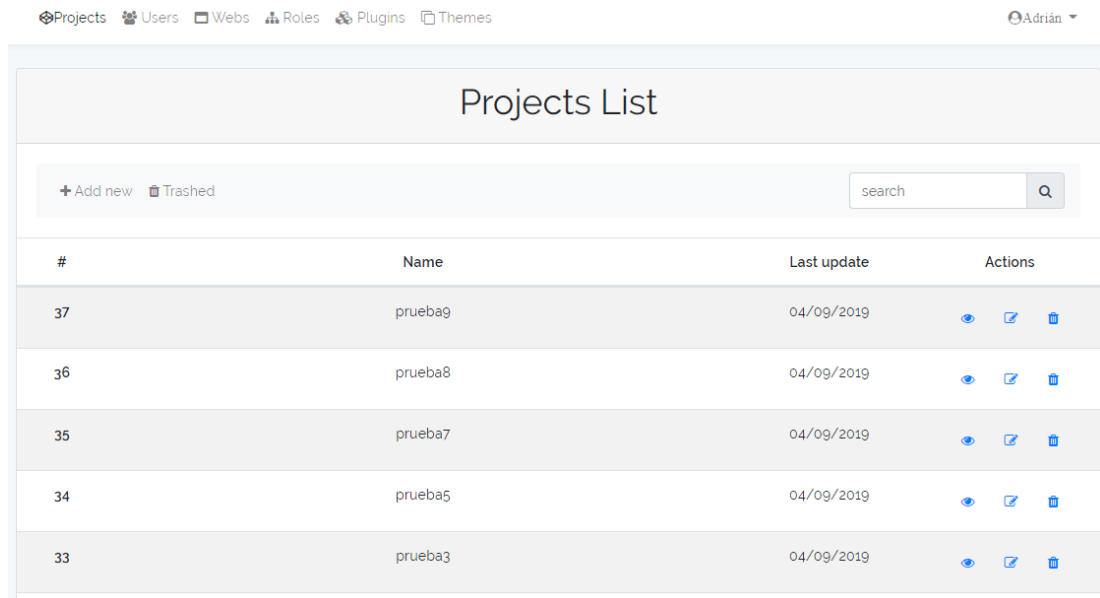 Projects Users Webs Roles Plugins Themes Adrián
Projects List
Add new Trashed search
# Name Last update Actions
37 prueba9 04/09/2019
36 prueba8 04/09/2019
35 prueba7 04/09/2019
34 prueba5 04/09/2019
33 prueba3 04/09/2019